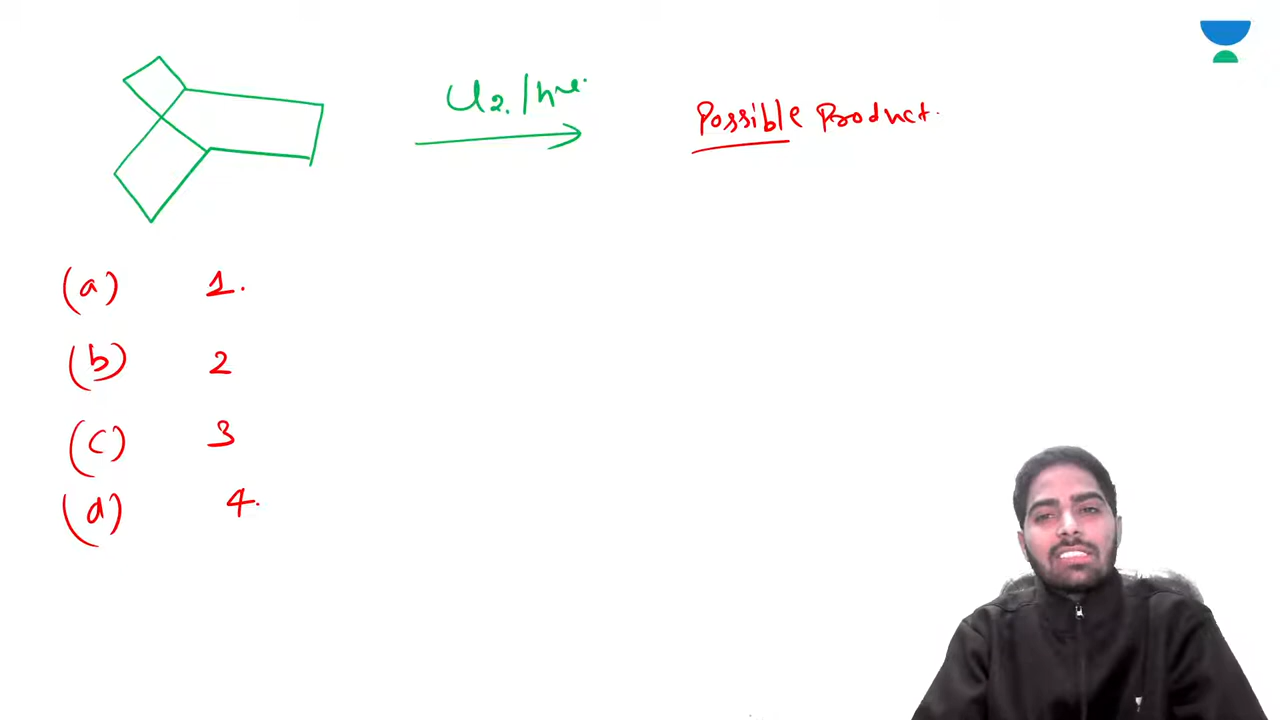 Cl2. / hν.
Possible Product.
(a) 1.
(b) 2
(c) 3
(d) 4.